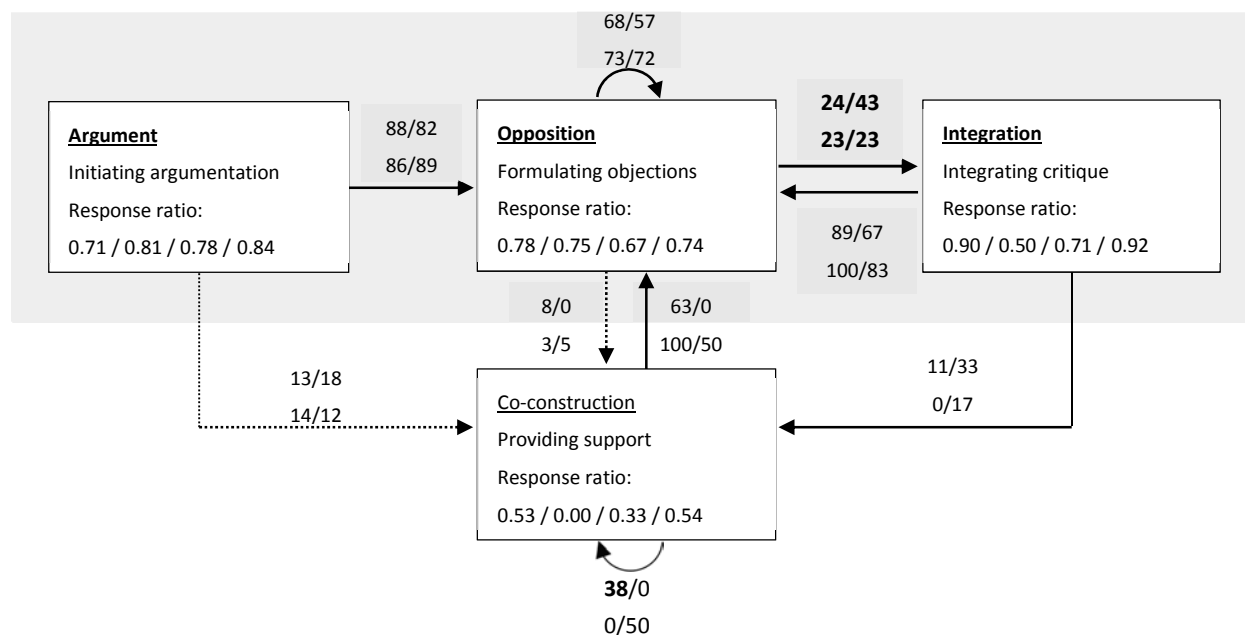 68/57
73/72
Argument
Initiating argumentation
Response ratio:
0.71 / 0.81 / 0.78 / 0.84
88/82
86/89
Opposition
Formulating objections
Response ratio:
0.78 / 0.75 / 0.67 / 0.74
24/43
23/23
Integration
Integrating critique
Response ratio:
0.90 / 0.50 / 0.71 / 0.92
89/67
100/83
8/0
3/5
63/0
100/50
13/18
14/12
11/33
0/17
Co-construction
Providing support
Response ratio:
0.53 / 0.00 / 0.33 / 0.54
38/0
0/50